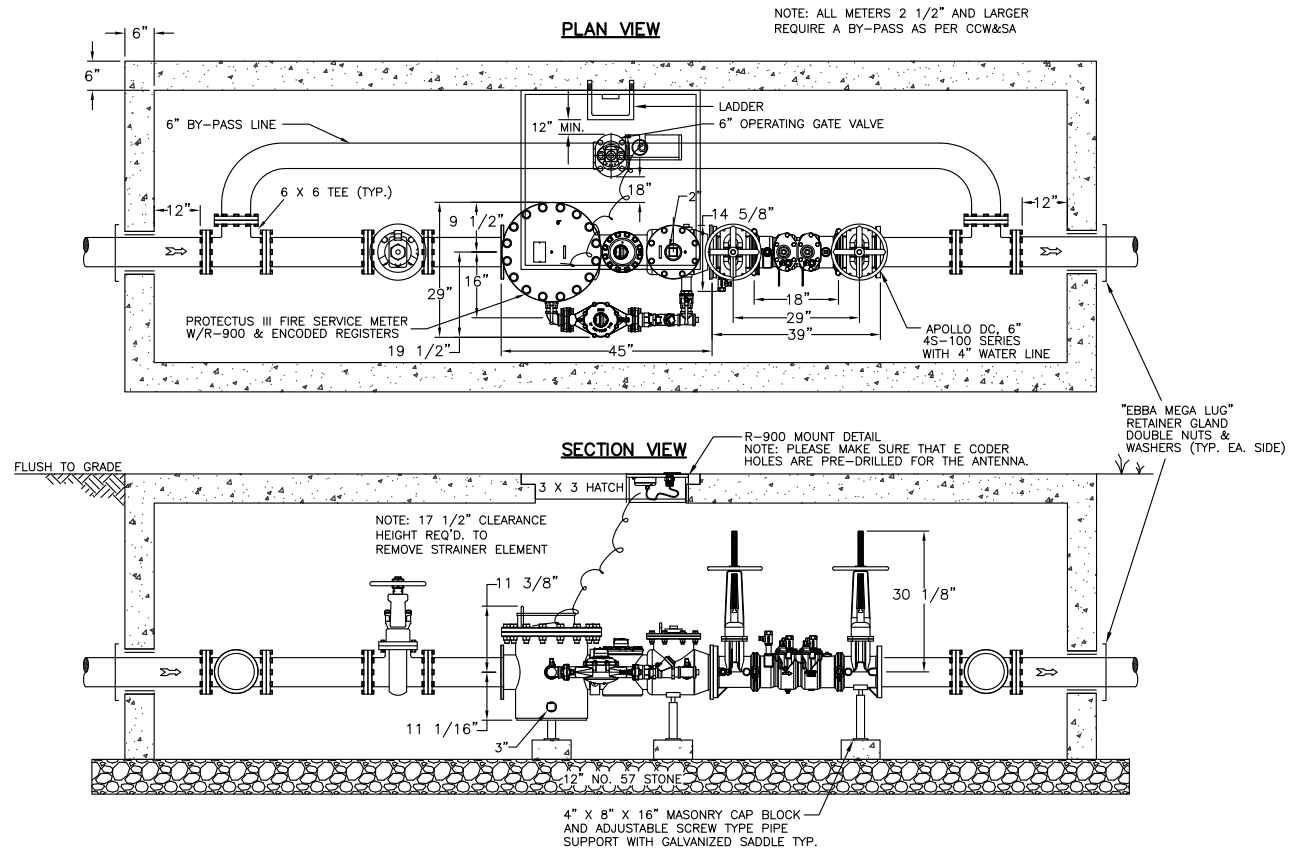 PLAN VIEW
NOTE: ALL METERS 2 1/2" AND LARGER
REQUIRE A BY-PASS AS PER CCW&SA
6"
6"
6" BY-PASS LINE
LADDER
12" MIN.
6" OPERATING GATE VALVE
6 X 6 TEE (TYP.)
12"
18"
2"
12"
9 1/2"
14 5/8"
16"
29"
18"
29"
39"
PROTECTUS III FIRE SERVICE METER
W/R-900 & ENCODED REGISTERS
19 1/2"
45"
APOLLO DC, 6"
4S-100 SERIES
WITH 4" WATER LINE
"EBBA MEGA LUG"
RETAINER GLAND
DOUBLE NUTS &
WASHERS (TYP. EA. SIDE)
SECTION VIEW
R-900 MOUNT DETAIL
NOTE: PLEASE MAKE SURE THAT E CODER
HOLES ARE PRE-DRILLED FOR THE ANTENNA.
FLUSH TO GRADE
3 X 3 HATCH
NOTE: 17 1/2" CLEARANCE
HEIGHT REQ'D. TO
REMOVE STRAINER ELEMENT
11 3/8"
30 1/8"
11 1/16"
3"
12" NO. 57 STONE
4" X 8" X 16" MASONRY CAP BLOCK
AND ADJUSTABLE SCREW TYPE PIPE
SUPPORT WITH GALVANIZED SADDLE TYP.